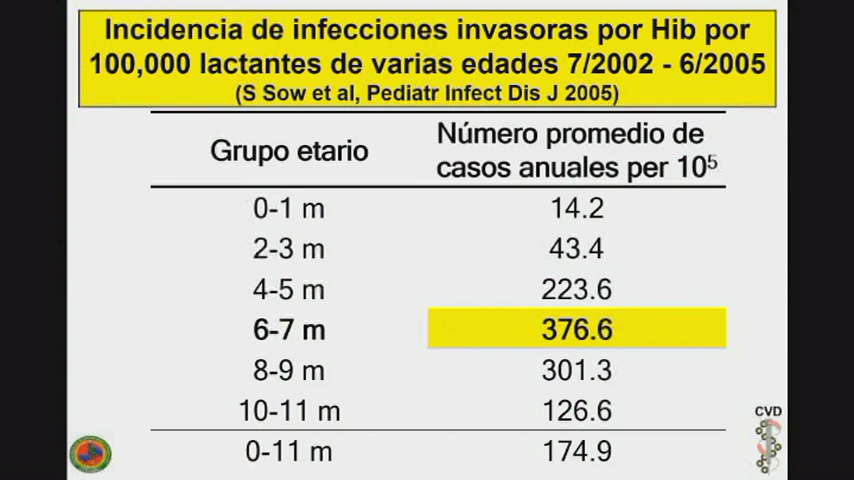 Incidencia de infecciones invasoras por Hib por
100,000 lactantes de varias edades 7/2002 - 6/2005
(S Sow et al, Pediatr Infect Dis J 2005)
Grupo etario
Número promedio de
casos anuales per 10⁵
0-1 m 14.2
2-3 m 43.4
4-5 m 223.6
6-7 m 376.6
8-9 m 301.3
10-11 m 126.6
0-11 m 174.9
CVD